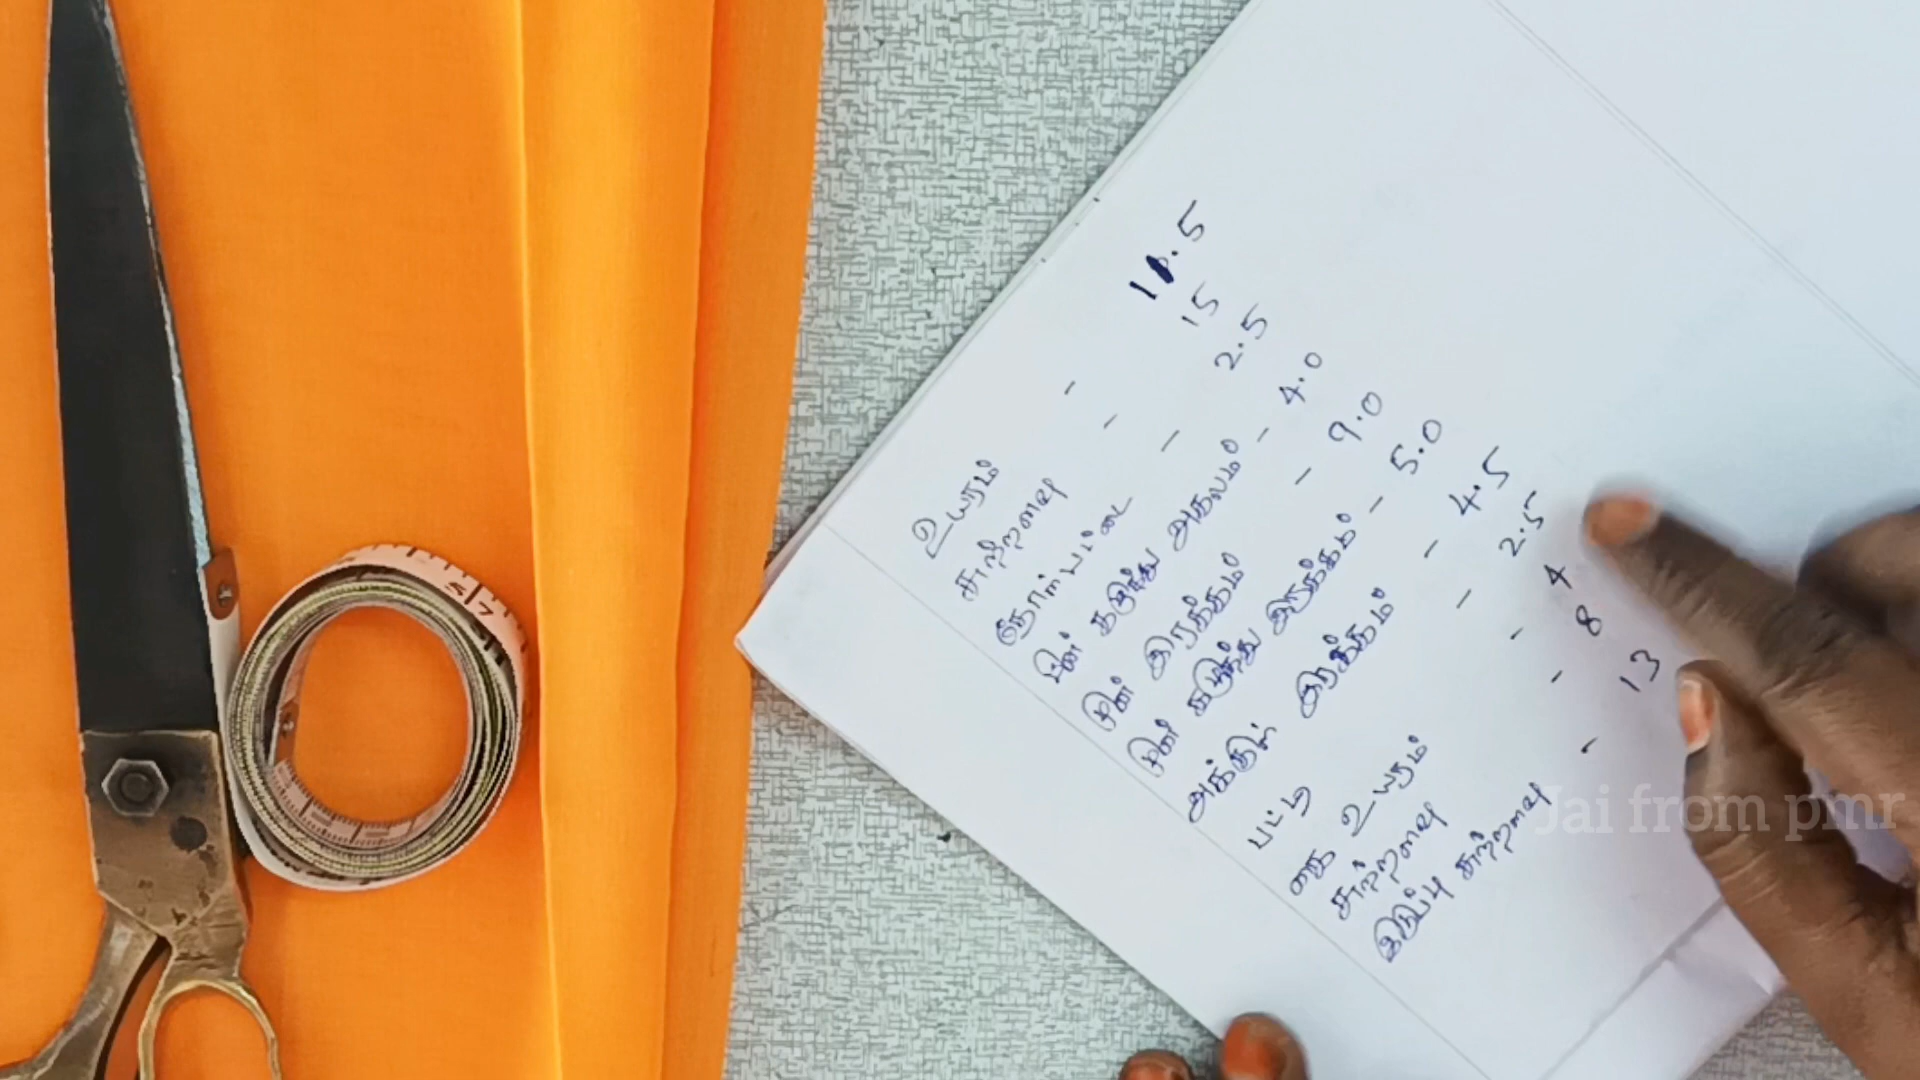 உயரம் - 11.5
சுற்றளவு - 15
ஷோல்பட்டை - 2.5
முன் கழுத்து அகலம் - 4.0
பின் இறக்கம் - 9.0
முன் கழுத்து இறக்கம் - 5.0
அக்குள் இறக்கம் - 4.5
பட்டி - 2.5
கை உயரம் - 4
சுற்றளவு - 8
இடுப்பு சுற்றளவு - 13
Jai from pmr